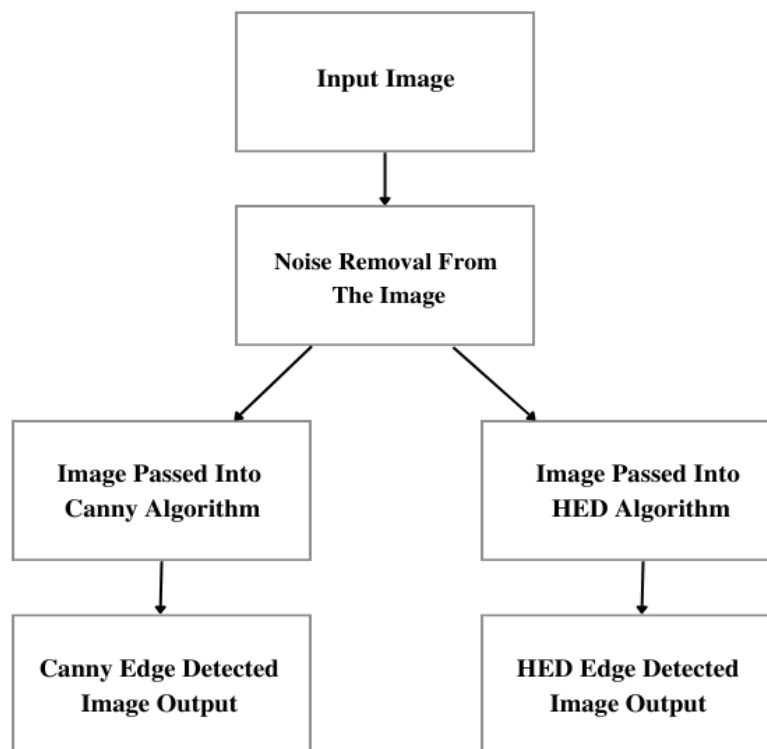 Input Image
Noise Removal From
The Image
Image Passed Into
Canny Algorithm
Image Passed Into
HED Algorithm
Canny Edge Detected
Image Output
HED Edge Detected
Image Output